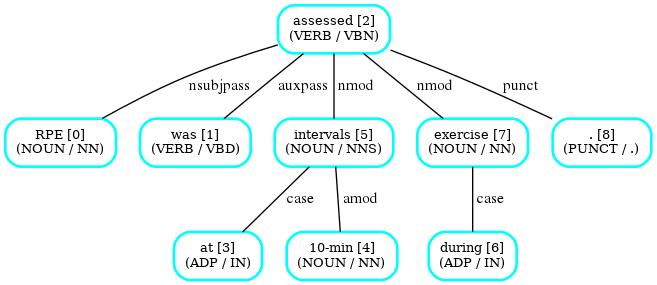 assessed [2]
(VERB / VBN)
nsubjpass
auxpass
nmod
nmod
punct
RPE [0]
(NOUN / NN)
was [1]
(VERB / VBD)
intervals [5]
(NOUN / NNS)
exercise [7]
(NOUN / NN)
. [8]
(PUNCT / .)
case
amod
case
at [3]
(ADP / IN)
10-min [4]
(NOUN / NN)
during [6]
(ADP / IN)